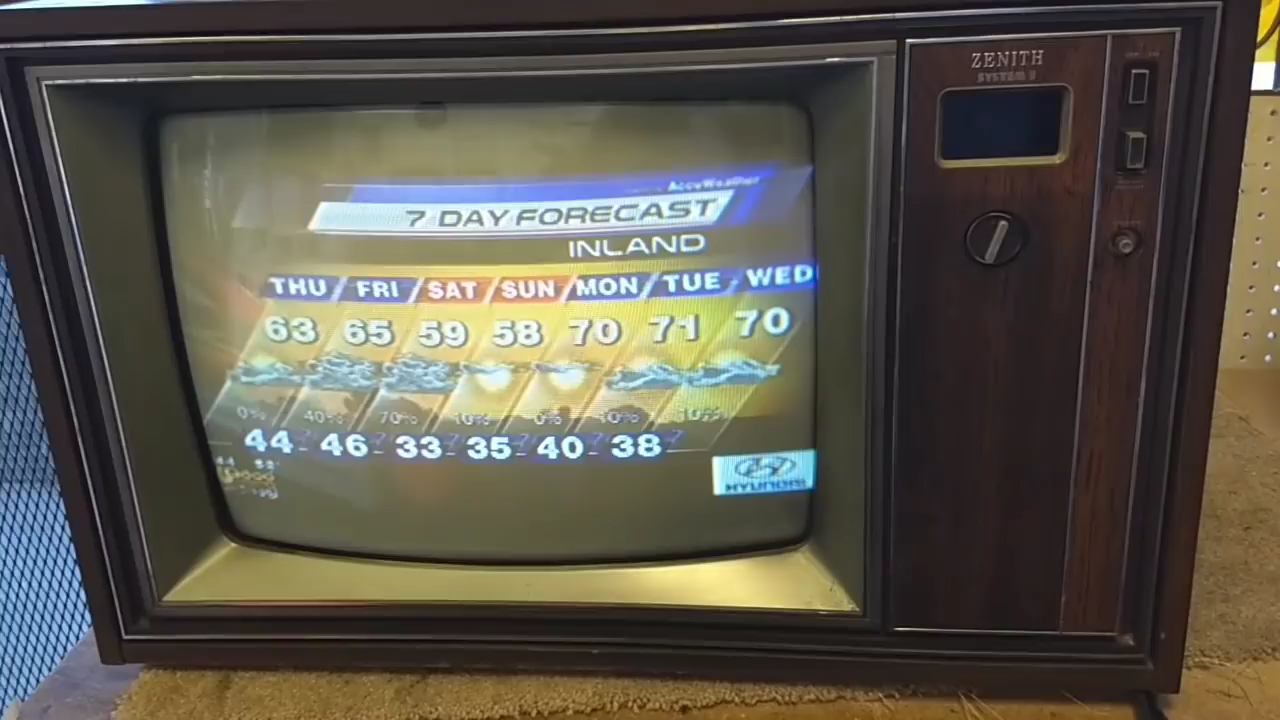 ZENITH
SYSTEM 3
AccuWeather
7 DAY FORECAST
INLAND
THU FRI SAT SUN MON TUE WED
63 65 59 58 70 71 70
0% 40% 70% 10% 0% 10% 10%
44 46 33 35 40 38
HYUNDAI